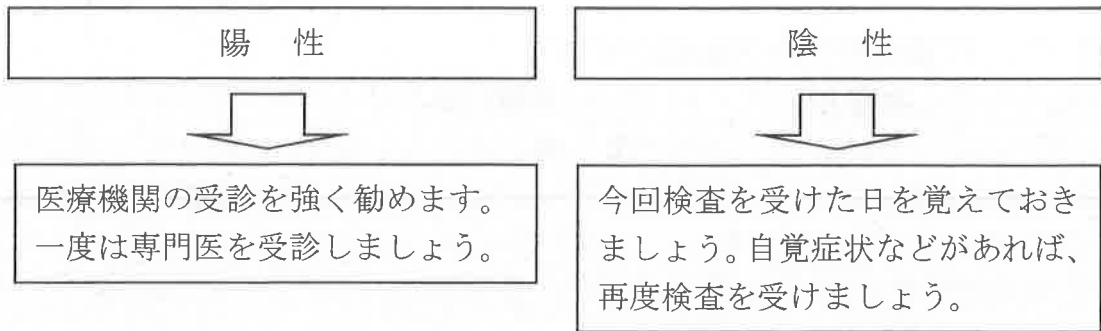 陽　性
医療機関の受診を強く勧めます。
一度は専門医を受診しましょう。
陰　性
今回検査を受けた日を覚えておき
ましょう。自覚症状などがあれば、
再度検査を受けましょう。